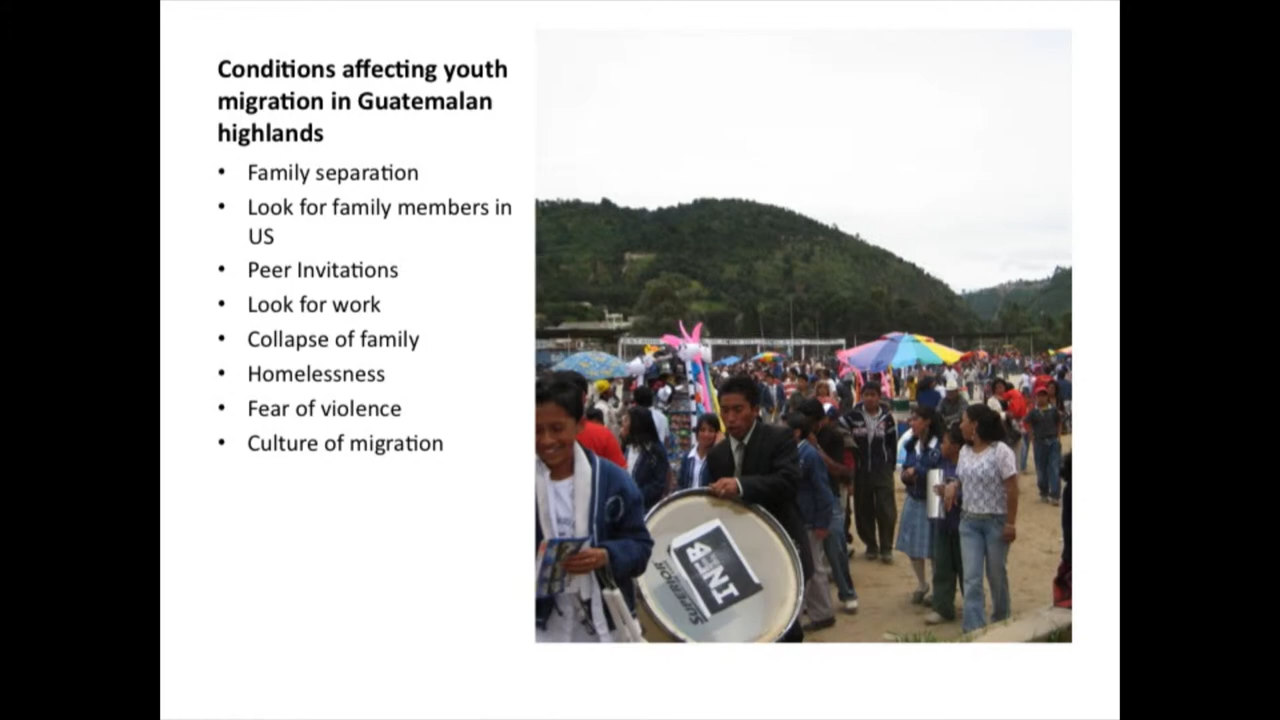 Conditions affecting youth
migration in Guatemalan
highlands
• Family separation
• Look for family members in
US
• Peer Invitations
• Look for work
• Collapse of family
• Homelessness
• Fear of violence
• Culture of migration
SUPERIOR